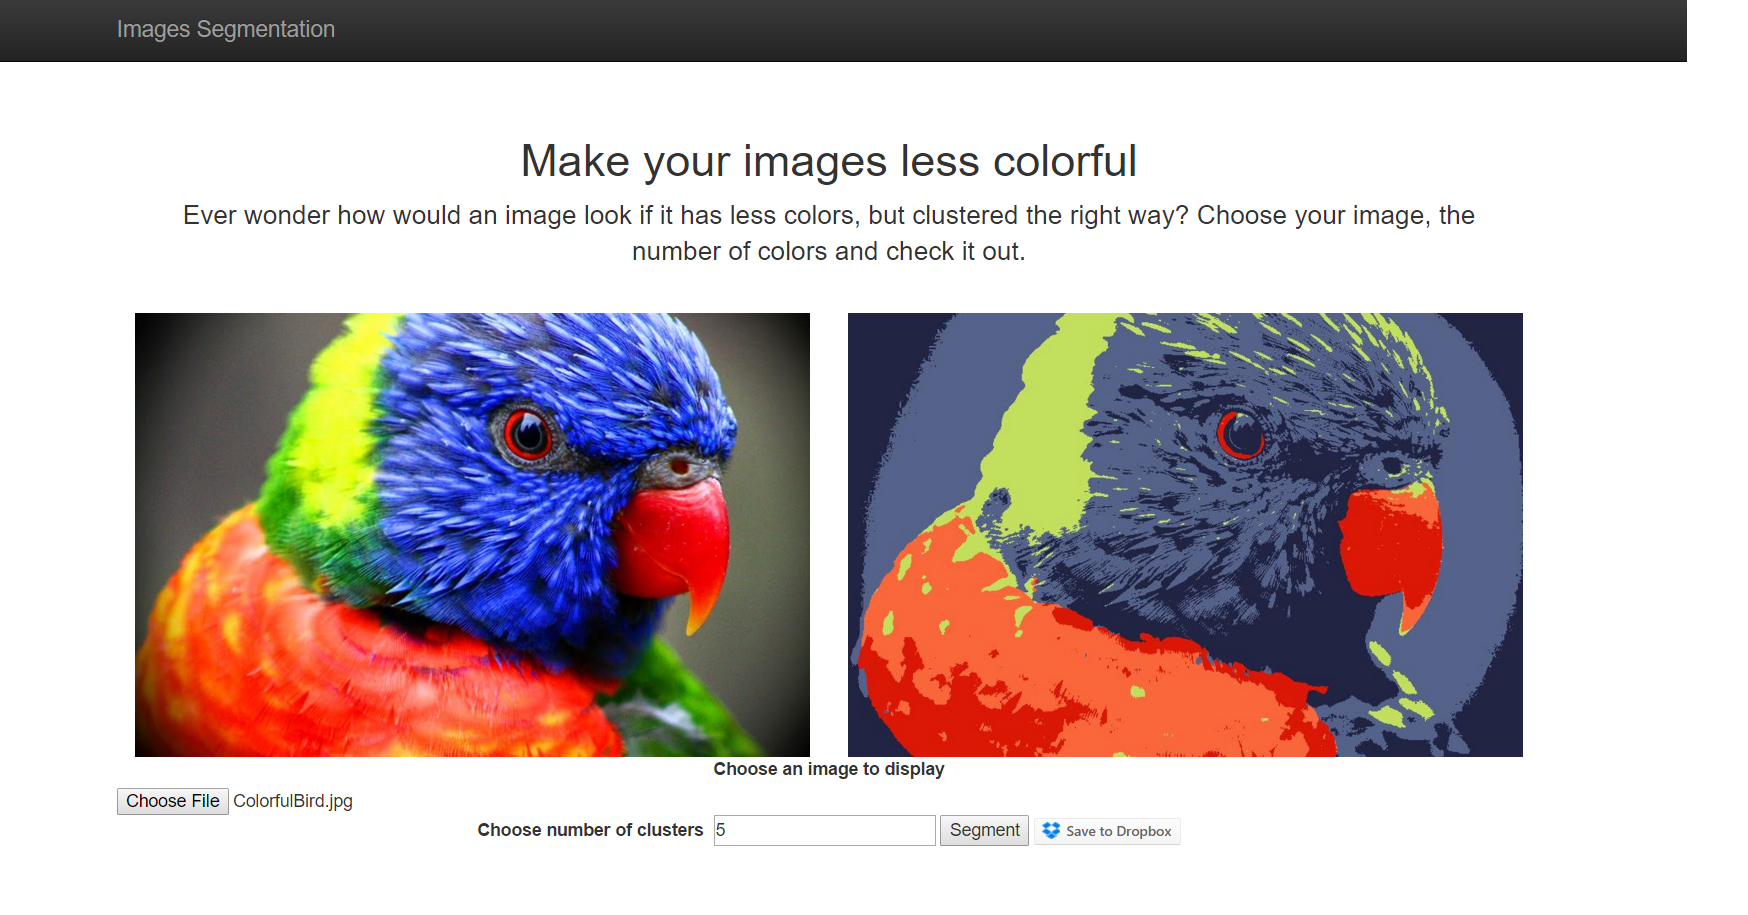 Images Segmentation
Make your images less colorful
Ever wonder how would an image look if it has less colors, but clustered the right way? Choose your image, the
number of colors and check it out.
Choose an image to display
Choose File ColorfulBird.jpg
Choose number of clusters 5 Segment Save to Dropbox